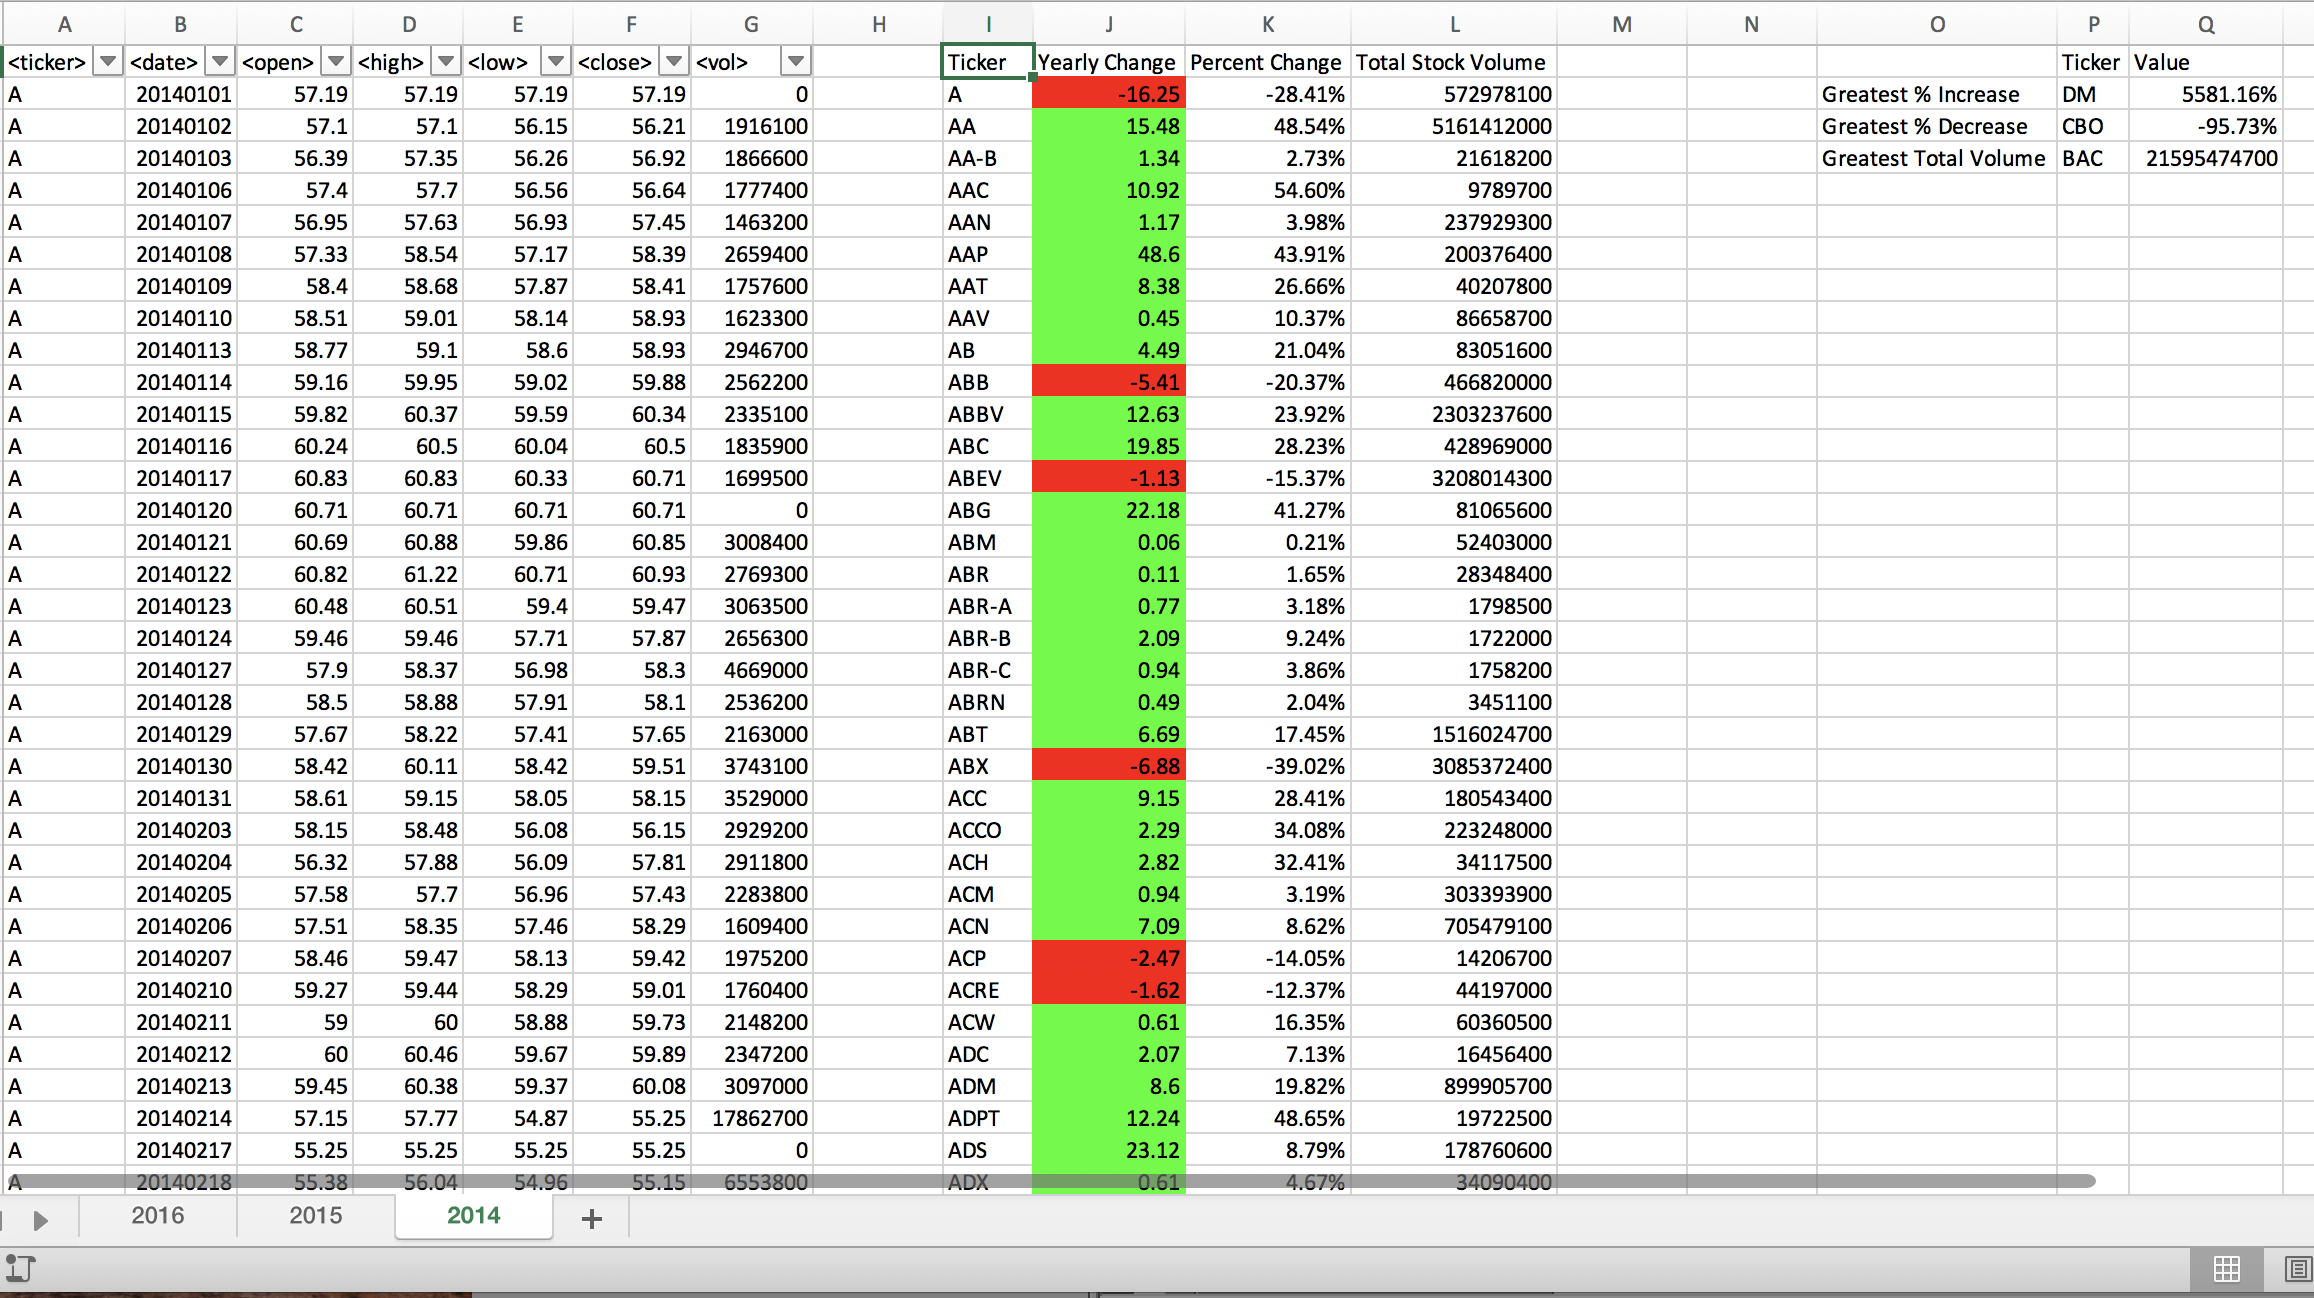 A B C D E F G H I J K L M N O P Q
<ticker> <date> <open> <high> <low> <close> <vol> Ticker Yearly Change Percent Change Total Stock Volume Ticker Value
A 20140101 57.19 57.19 57.19 57.19 0 A -16.25 -28.41% 572978100 Greatest % Increase DM 5581.16%
A 20140102 57.1 57.1 56.15 56.21 1916100 AA 15.48 48.54% 5161412000 Greatest % Decrease CBO -95.73%
A 20140103 56.39 57.35 56.26 56.92 1866600 AA-B 1.34 2.73% 21618200 Greatest Total Volume BAC 21595474700
A 20140106 57.4 57.7 56.56 56.64 1777400 AAC 10.92 54.60% 9789700
A 20140107 56.95 57.63 56.93 57.45 1463200 AAN 1.17 3.98% 237929300
A 20140108 57.33 58.54 57.17 58.39 2659400 AAP 48.6 43.91% 200376400
A 20140109 58.4 58.68 57.87 58.41 1757600 AAT 8.38 26.66% 40207800
A 20140110 58.51 59.01 58.14 58.93 1623300 AAV 0.45 10.37% 86658700
A 20140113 58.77 59.1 58.6 58.93 2946700 AB 4.49 21.04% 83051600
A 20140114 59.16 59.95 59.02 59.88 2562200 ABB -5.41 -20.37% 466820000
A 20140115 59.82 60.37 59.59 60.34 2335100 ABBV 12.63 23.92% 2303237600
A 20140116 60.24 60.5 60.04 60.5 1835900 ABC 19.85 28.23% 428969000
A 20140117 60.83 60.83 60.33 60.71 1699500 ABEV -1.13 -15.37% 3208014300
A 20140120 60.71 60.71 60.71 60.71 0 ABG 22.18 41.27% 81065600
A 20140121 60.69 60.88 59.86 60.85 3008400 ABM 0.06 0.21% 52403000
A 20140122 60.82 61.22 60.71 60.93 2769300 ABR 0.11 1.65% 28348400
A 20140123 60.48 60.51 59.4 59.47 3063500 ABR-A 0.77 3.18% 1798500
A 20140124 59.46 59.46 57.71 57.87 2656300 ABR-B 2.09 9.24% 1722000
A 20140127 57.9 58.37 56.98 58.3 4669000 ABR-C 0.94 3.86% 1758200
A 20140128 58.5 58.88 57.91 58.1 2536200 ABRN 0.49 2.04% 3451100
A 20140129 57.67 58.22 57.41 57.65 2163000 ABT 6.69 17.45% 1516024700
A 20140130 58.42 60.11 58.42 59.51 3743100 ABX -6.88 -39.02% 3085372400
A 20140131 58.61 59.15 58.05 58.15 3529000 ACC 9.15 28.41% 180543400
A 20140203 58.15 58.48 56.08 56.15 2929200 ACCO 2.29 34.08% 223248000
A 20140204 56.32 57.88 56.09 57.81 2911800 ACH 2.82 32.41% 34117500
A 20140205 57.58 57.7 56.96 57.43 2283800 ACM 0.94 3.19% 303393900
A 20140206 57.51 58.35 57.46 58.29 1609400 ACN 7.09 8.62% 705479100
A 20140207 58.46 59.47 58.13 59.42 1975200 ACP -2.47 -14.05% 14206700
A 20140210 59.27 59.44 58.29 59.01 1760400 ACRE -1.62 -12.37% 44197000
A 20140211 59 60 58.88 59.73 2148200 ACW 0.61 16.35% 60360500
A 20140212 60 60.46 59.67 59.89 2347200 ADC 2.07 7.13% 16456400
A 20140213 59.45 60.38 59.37 60.08 3097000 ADM 8.6 19.82% 899905700
A 20140214 57.15 57.77 54.87 55.25 17862700 ADPT 12.24 48.65% 19722500
A 20140217 55.25 55.25 55.25 55.25 0 ADS 23.12 8.79% 178760600
A 20140218 55.38 56.04 54.96 55.15 6553800 ADX 0.61 4.67% 34090400
2016 2015 2014 +